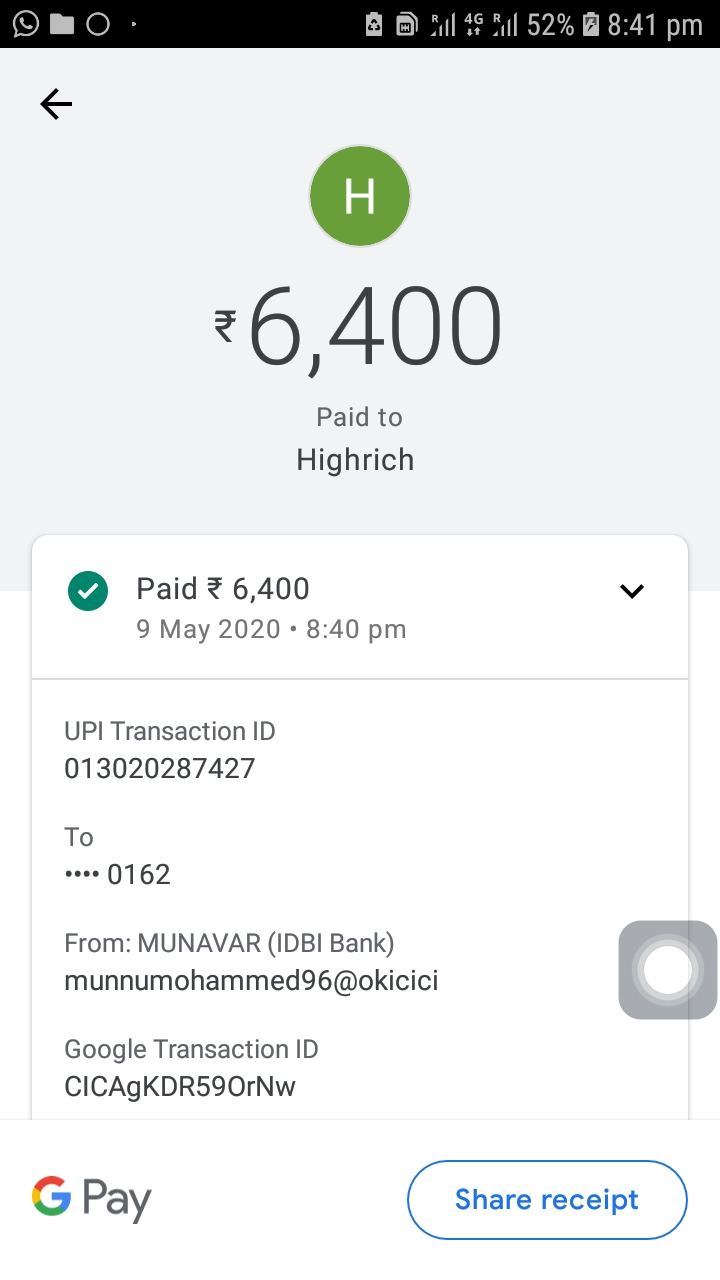 R 4G R 52% 8:41 pm
H
₹6,400
Paid to
Highrich
Paid ₹ 6,400
9 May 2020 • 8:40 pm
UPI Transaction ID
013020287427
To
•••• 0162
From: MUNAVAR (IDBI Bank)
munnumohammed96@okicici
Google Transaction ID
CICAgKDR59OrNw
G Pay
Share receipt